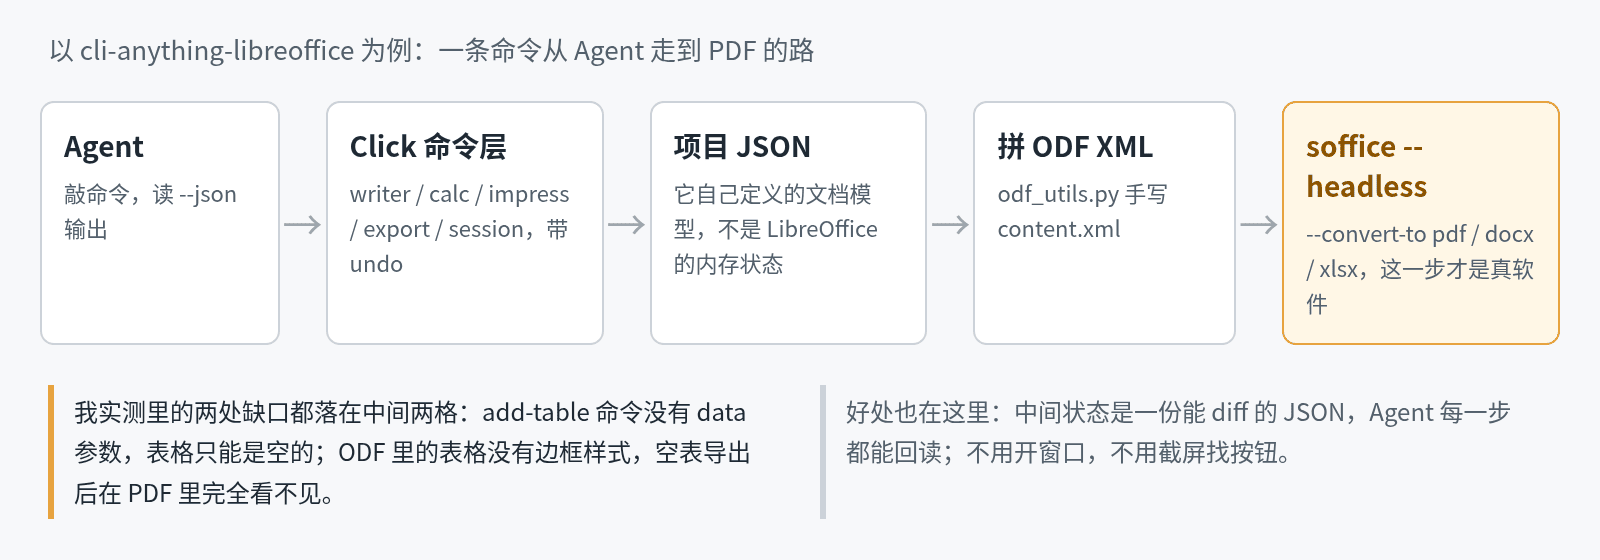 以 cli-anything-libreoffice 为例：一条命令从 Agent 走到 PDF 的路
Agent
敲命令，读 --json
输出
Click 命令层
writer / calc / impress
/ export / session，带
undo
项目 JSON
它自己定义的文档模
型，不是 LibreOffice
的内存状态
拼 ODF XML
odf_utils.py 手写
content.xml
soffice --
headless
--convert-to pdf / docx
/ xlsx，这一步才是真软
件
我实测里的两处缺口都落在中间两格：add-table 命令没有 data
参数，表格只能是空的；ODF 里的表格没有边框样式，空表导出
后在 PDF 里完全看不见。
好处也在这里：中间状态是一份能 diff 的 JSON，Agent 每一步
都能回读；不用开窗口，不用截屏找按钮。